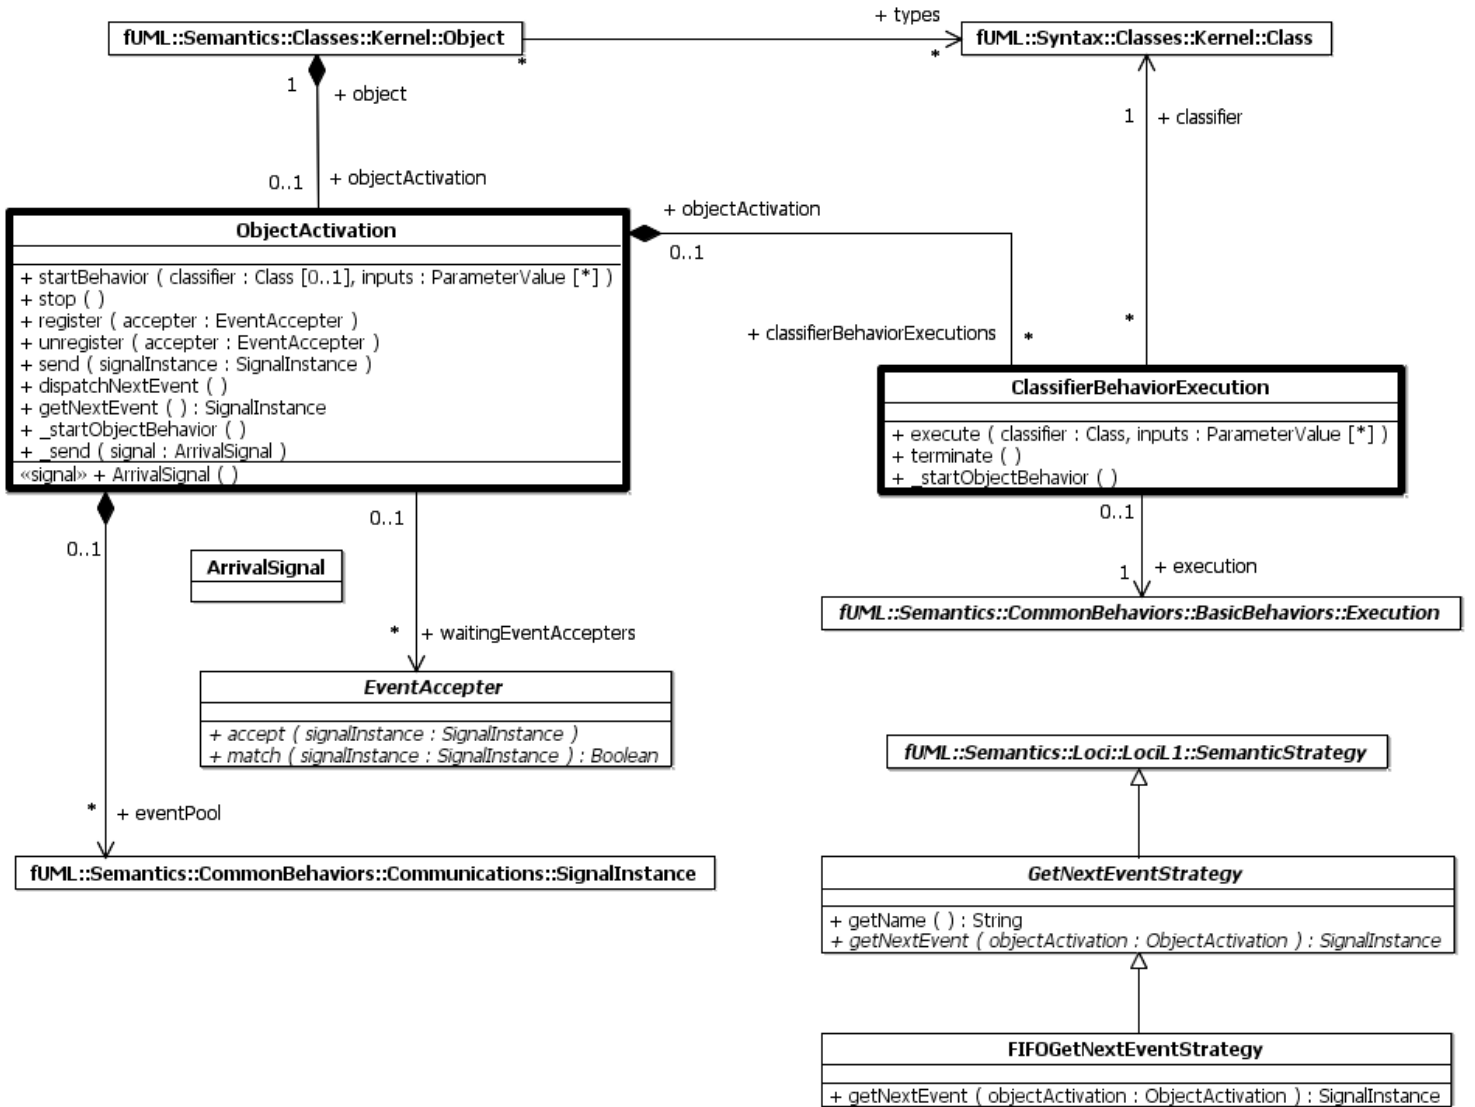 + types
fUML::Semantics::Classes::Kernel::Object
fUML::Syntax::Classes::Kernel::Class
*
*
1
+ object
1
+ classifier
0..1
+ objectActivation
+ objectActivation
0..1
ObjectActivation
+ startBehavior ( classifier : Class [0..1], inputs : ParameterValue [*] )
+ stop ( )
+ register ( accepter : EventAccepter )
+ unregister ( accepter : EventAccepter )
+ send ( signalInstance : SignalInstance )
+ dispatchNextEvent ( )
+ getNextEvent ( ) : SignalInstance
+ _startObjectBehavior ( )
+ _send ( signal : ArrivalSignal )
«signal» + ArrivalSignal ( )
+ classifierBehaviorExecutions
*
*
ClassifierBehaviorExecution
+ execute ( classifier : Class, inputs : ParameterValue [*] )
+ terminate ( )
+ _startObjectBehavior ( )
0..1
0..1
0..1
ArrivalSignal
1
+ execution
fUML::Semantics::CommonBehaviors::BasicBehaviors::Execution
*
+ waitingEventAccepters
EventAccepter
+ accept ( signalInstance : SignalInstance )
+ match ( signalInstance : SignalInstance ) : Boolean
fUML::Semantics::Loci::LociL1::SemanticStrategy
*
+ eventPool
fUML::Semantics::CommonBehaviors::Communications::SignalInstance
GetNextEventStrategy
+ getName ( ) : String
+ getNextEvent ( objectActivation : ObjectActivation ) : SignalInstance
FIFOGetNextEventStrategy
+ getNextEvent ( objectActivation : ObjectActivation ) : SignalInstance